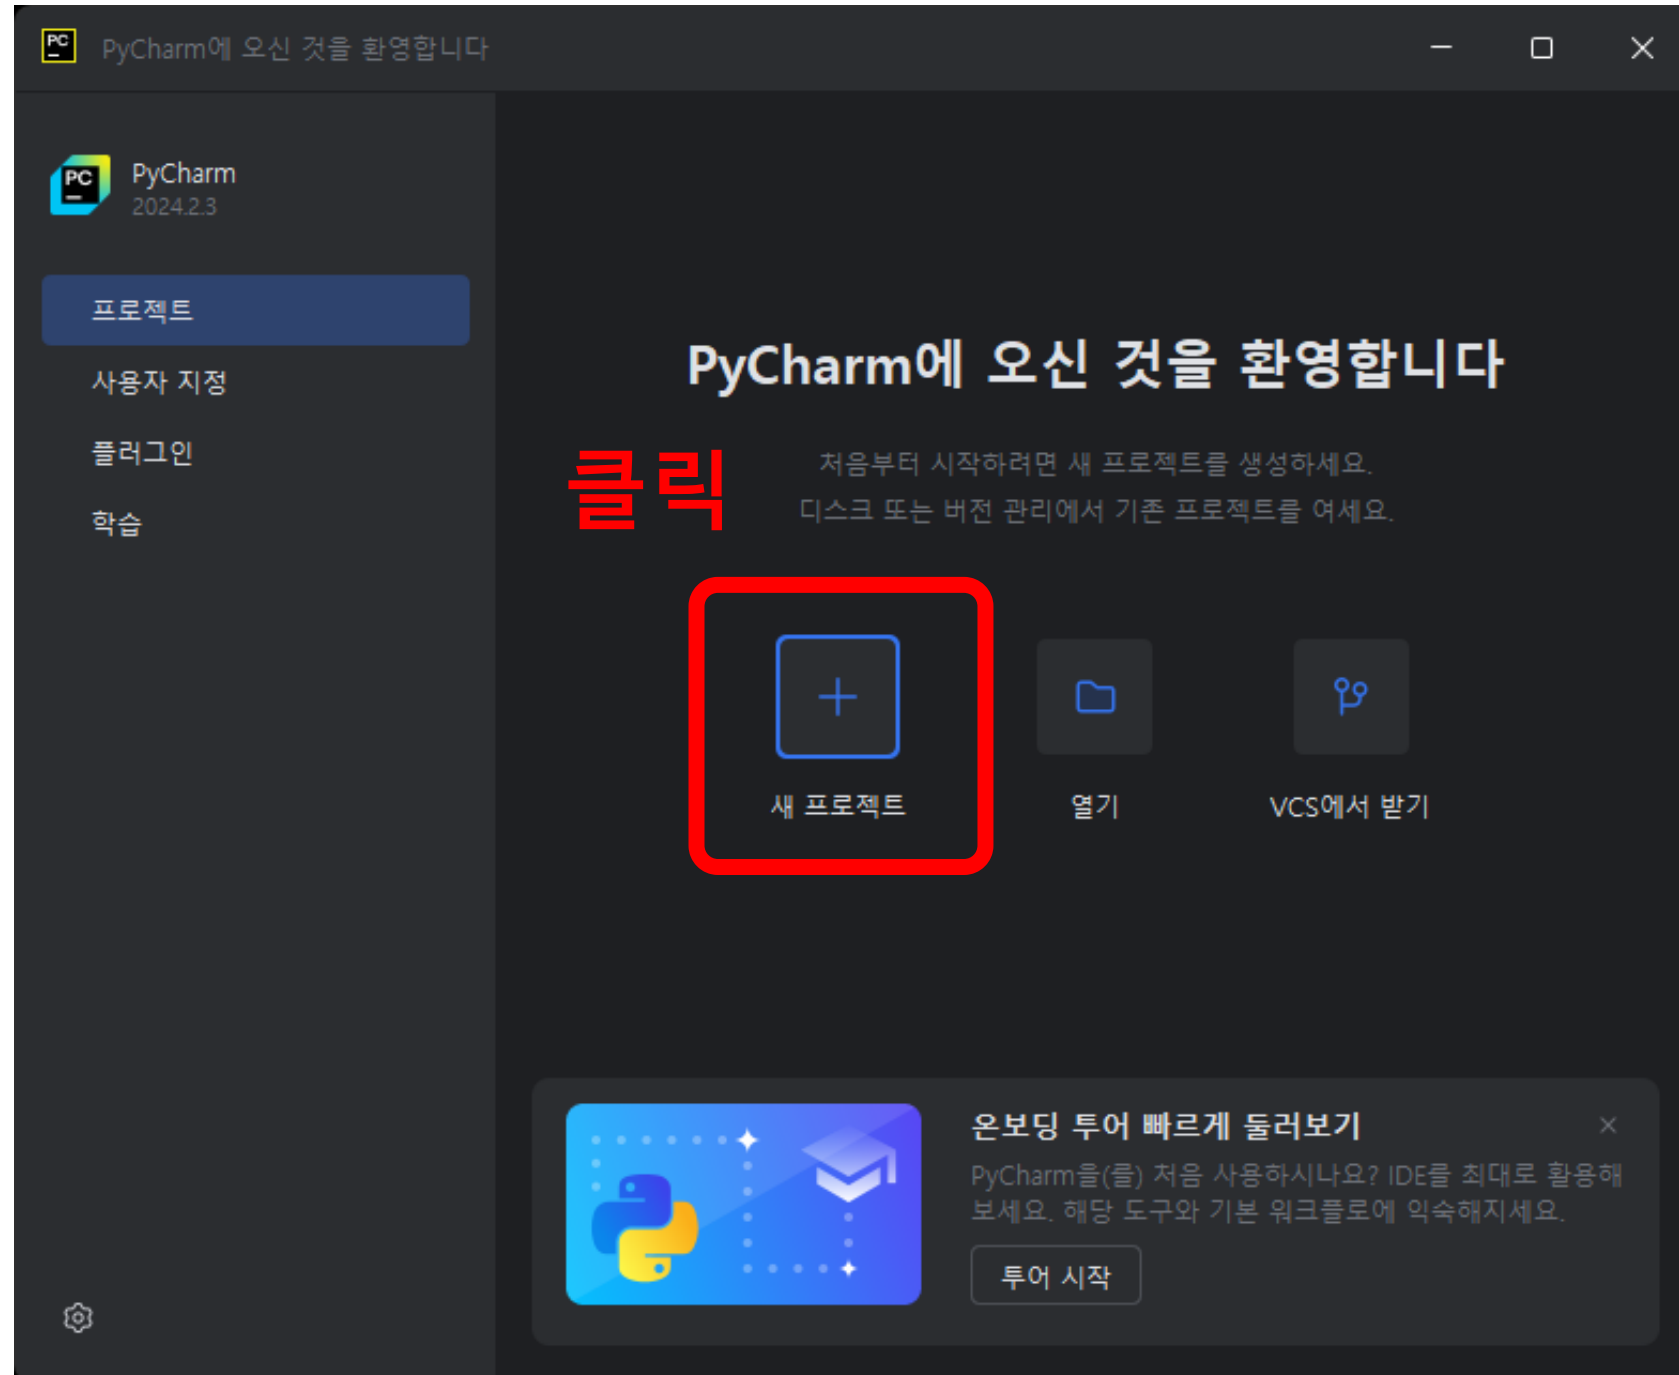 PC PyCharm에 오신 것을 환영합니다
PC PyCharm
2024.2.3
프로젝트
사용자 지정
플러그인
학습
PyCharm에 오신 것을 환영합니다
클릭
처음부터 시작하려면 새 프로젝트를 생성하세요.
디스크 또는 버전 관리에서 기존 프로젝트를 여세요.
새 프로젝트
열기
VCS에서 받기
온보딩 투어 빠르게 둘러보기
PyCharm을(를) 처음 사용하시나요? IDE를 최대로 활용해
보세요. 해당 도구와 기본 워크플로에 익숙해지세요.
투어 시작